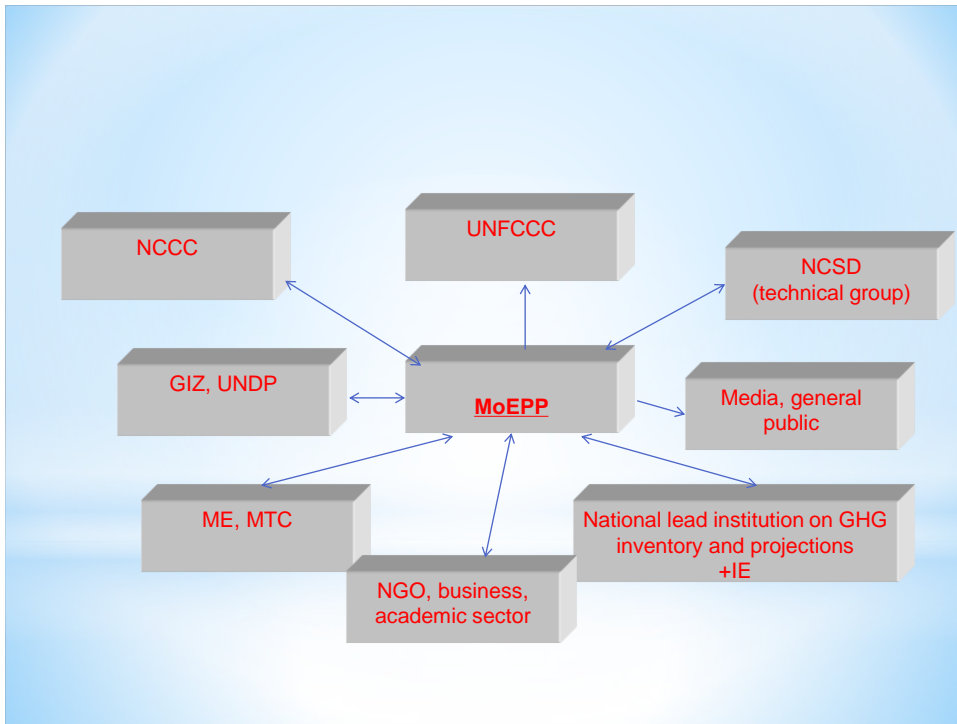 NCCC
UNFCCC
NCSD
(technical group)
GIZ, UNDP
MoEPP
Media, general
public
ME, MTC
NGO, business,
academic sector
National lead institution on GHG
inventory and projections
+IE